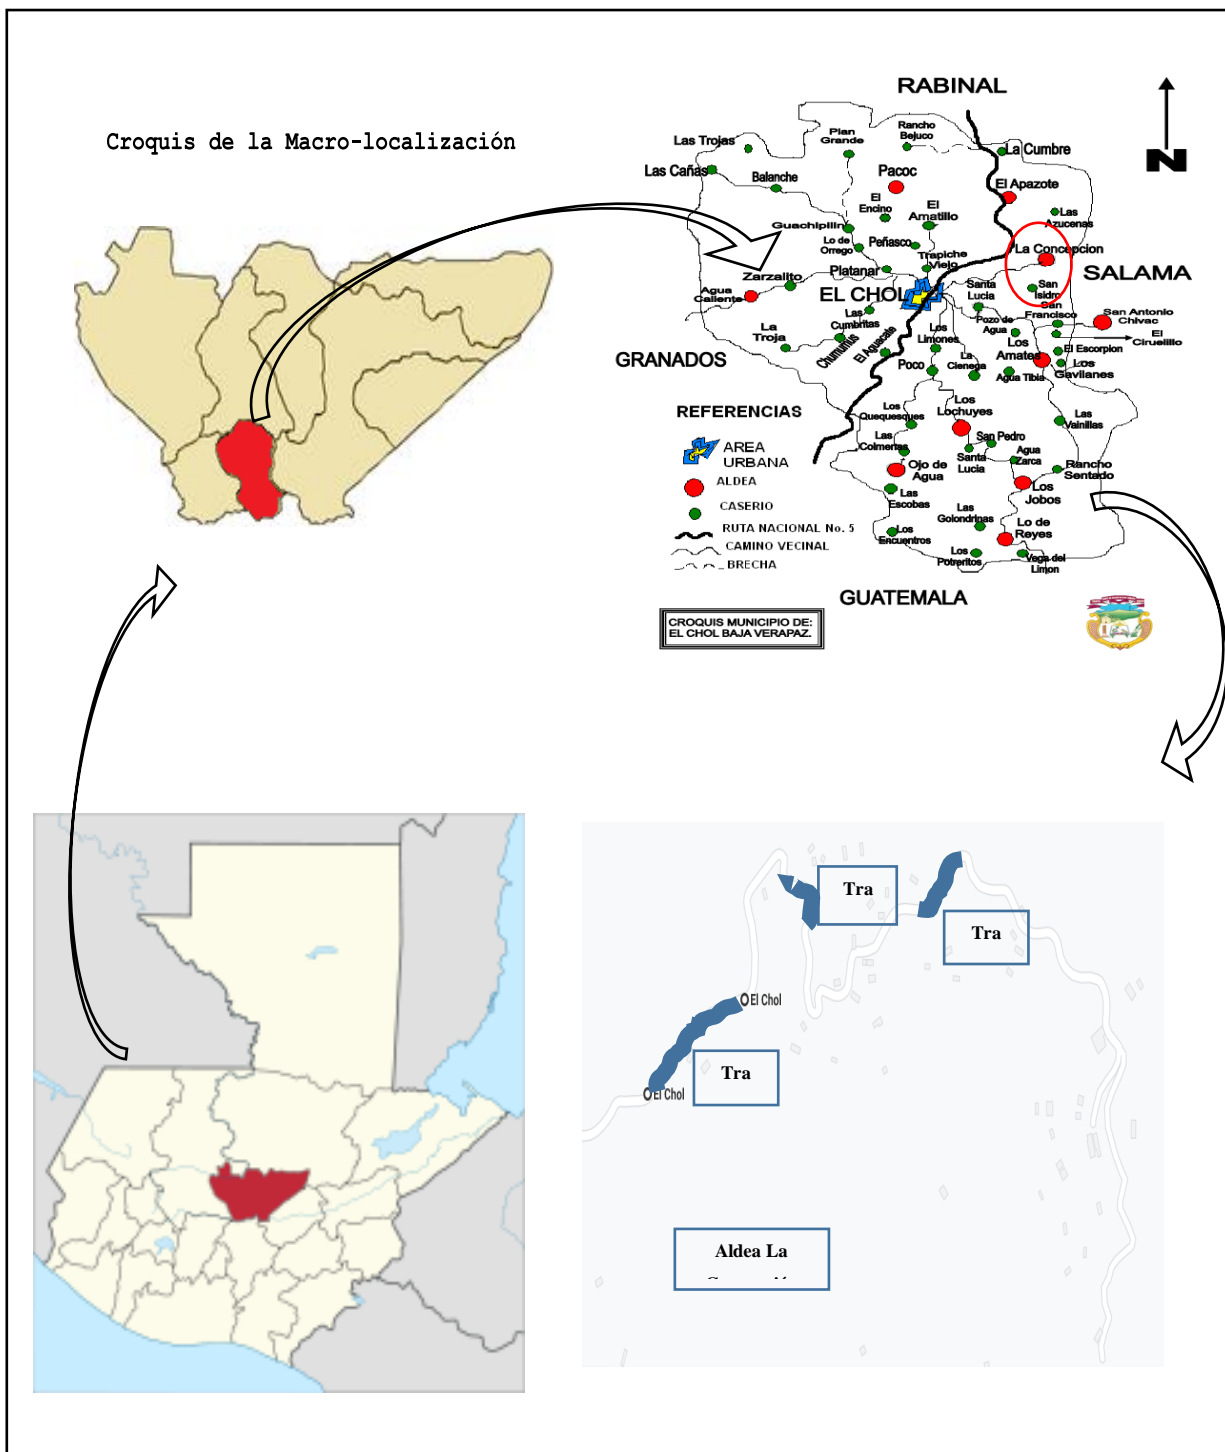 Croquis de la Macro-localización
RABINAL
N
Las Trojas
Plan
Grande
Rancho
Bejuco
La Cumbre
Las Cañas
Balanche
Pacoc
El Apazote
El
Encino
El
Amatillo
Las
Azucenas
Guachipilin
Lo de
Orrego
Peñasco
La Concepcion
Zarzalito
Platanar
Trapiche
Viejo
SALAMA
Agua
Caliente
EL CHOL
Santa
Lucia
San
Isidro
San
Francisco
San Antonio
Chivac
Las
Cumbritas
Pozo de
Agua
El
Ciruelillo
La
Troja
Chumumus
El Aguacate
Los
Limones
Los
Amates
El Escorpion
GRANADOS
Poco
La
Cienega
Agua Tibia
Los
Gavilanes
REFERENCIAS
Los
Quequesques
Los
Lochuyes
Las
Vainillas
AREA
URBANA
Las
Colmertas
San Pedro
Santa
Lucia
Agua
Zarca
Rancho
Sentado
ALDEA
Ojo de
Agua
Los
Jobos
CASERIO
Las
Escobas
Las
Golondrinas
RUTA NACIONAL No. 5
Los
Encuentros
Lo de
Reyes
CAMINO VECINAL
BRECHA
Los
Potreritos
Vega del
Limon
GUATEMALA
CROQUIS MUNICIPIO DE:
EL CHOL BAJA VERAPAZ.
Tra
Tra
El Chol
Tra
El Chol
Aldea La